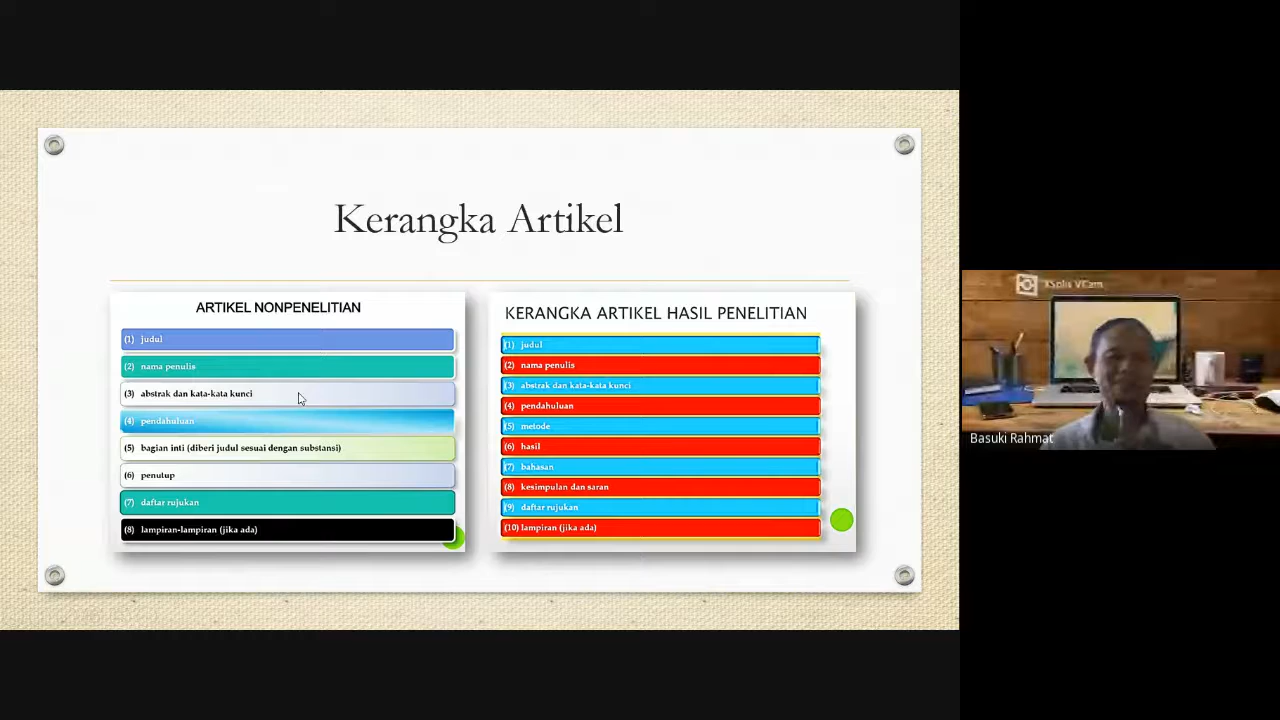 Kerangka Artikel
ARTIKEL NONPENELITIAN
(1) judul
(2) nama penulis
(3) abstrak dan kata-kata kunci
(4) pendahuluan
(5) bagian inti (diberi judul sesuai dengan substansi)
(6) penutup
(7) daftar rujukan
(8) lampiran-lampiran (jika ada)
KERANGKA ARTIKEL HASIL PENELITIAN
(1) judul
(2) nama penulis
(3) abstrak dan kata-kata kunci
(4) pendahuluan
(5) metode
(6) hasil
(7) bahasan
(8) kesimpulan dan saran
(9) daftar rujukan
(10) lampiran (jika ada)
XSplit VCam
Basuki Rahmat